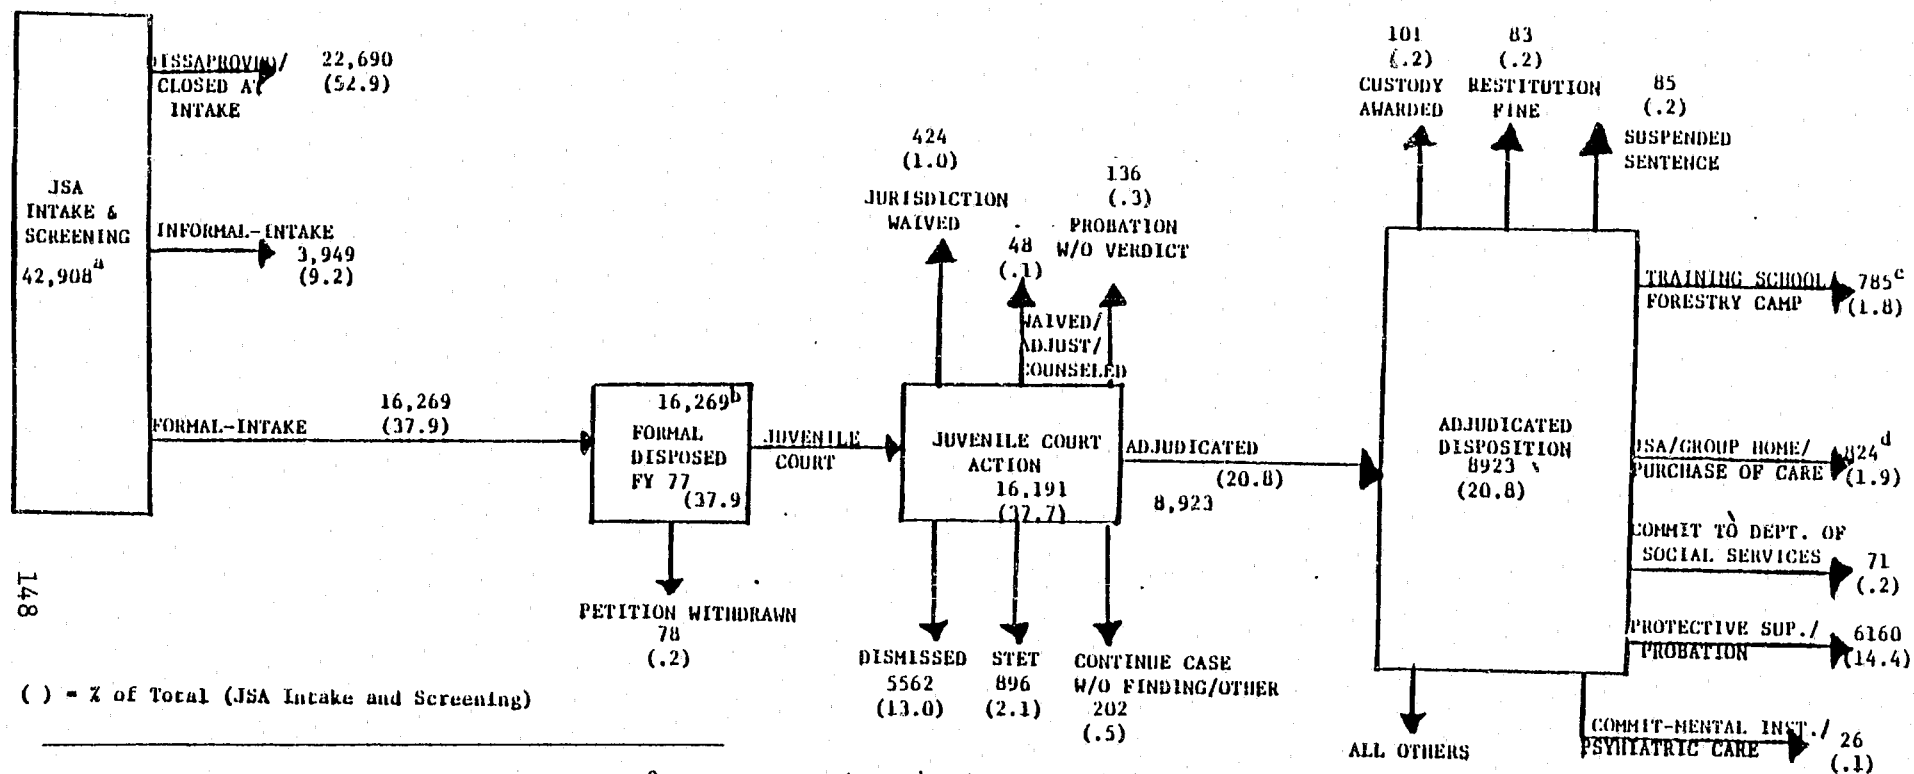 JSA
INTAKE &
SCREENING
42,908a
DISSAPROVED/
CLOSED AT
INTAKE
22,690
(52.9)
INFORMAL-INTAKE
3,949
(9.2)
FORMAL-INTAKE
16,269
(37.9)
16,269b
FORMAL
DISPOSED
FY 77
(37.9
PETITION WITHDRAWN
78
(.2)
JUVENILE
COURT
424
(1.0)
JURISDICTION
WAIVED
48
(.1)
WAIVED/
ADJUST/
COUNSELED
136
(.3)
PROBATION
W/O VERDICT
JUVENILE COURT
ACTION
16,191
(37.7)
DISMISSED
5562
(13.0)
STET
896
(2.1)
CONTINUE CASE
W/O FINDING/OTHER
202
(.5)
ADJUDICATED
(20.8)
8,923
101
(.2)
CUSTODY
AWARDED
83
(.2)
RESTITUTION
FINE
85
(.2)
SUSPENDED
SENTENCE
ADJUDICATED
DISPOSITION
8923
(20.8)
TRAINING SCHOOL/
FORESTRY CAMP
785c
(1.8)
JSA/GROUP HOME/
PURCHASE OF CARE
824d
(1.9)
COMMIT TO DEPT. OF
SOCIAL SERVICES
71
(.2)
PROTECTIVE SUP./
PROBATION
6160
(14.4)
COMMIT-MENTAL INST./
PSYHIATRIC CARE
26
(.1)
ALL OTHERS
( ) = % of Total (JSA Intake and Screening)
148